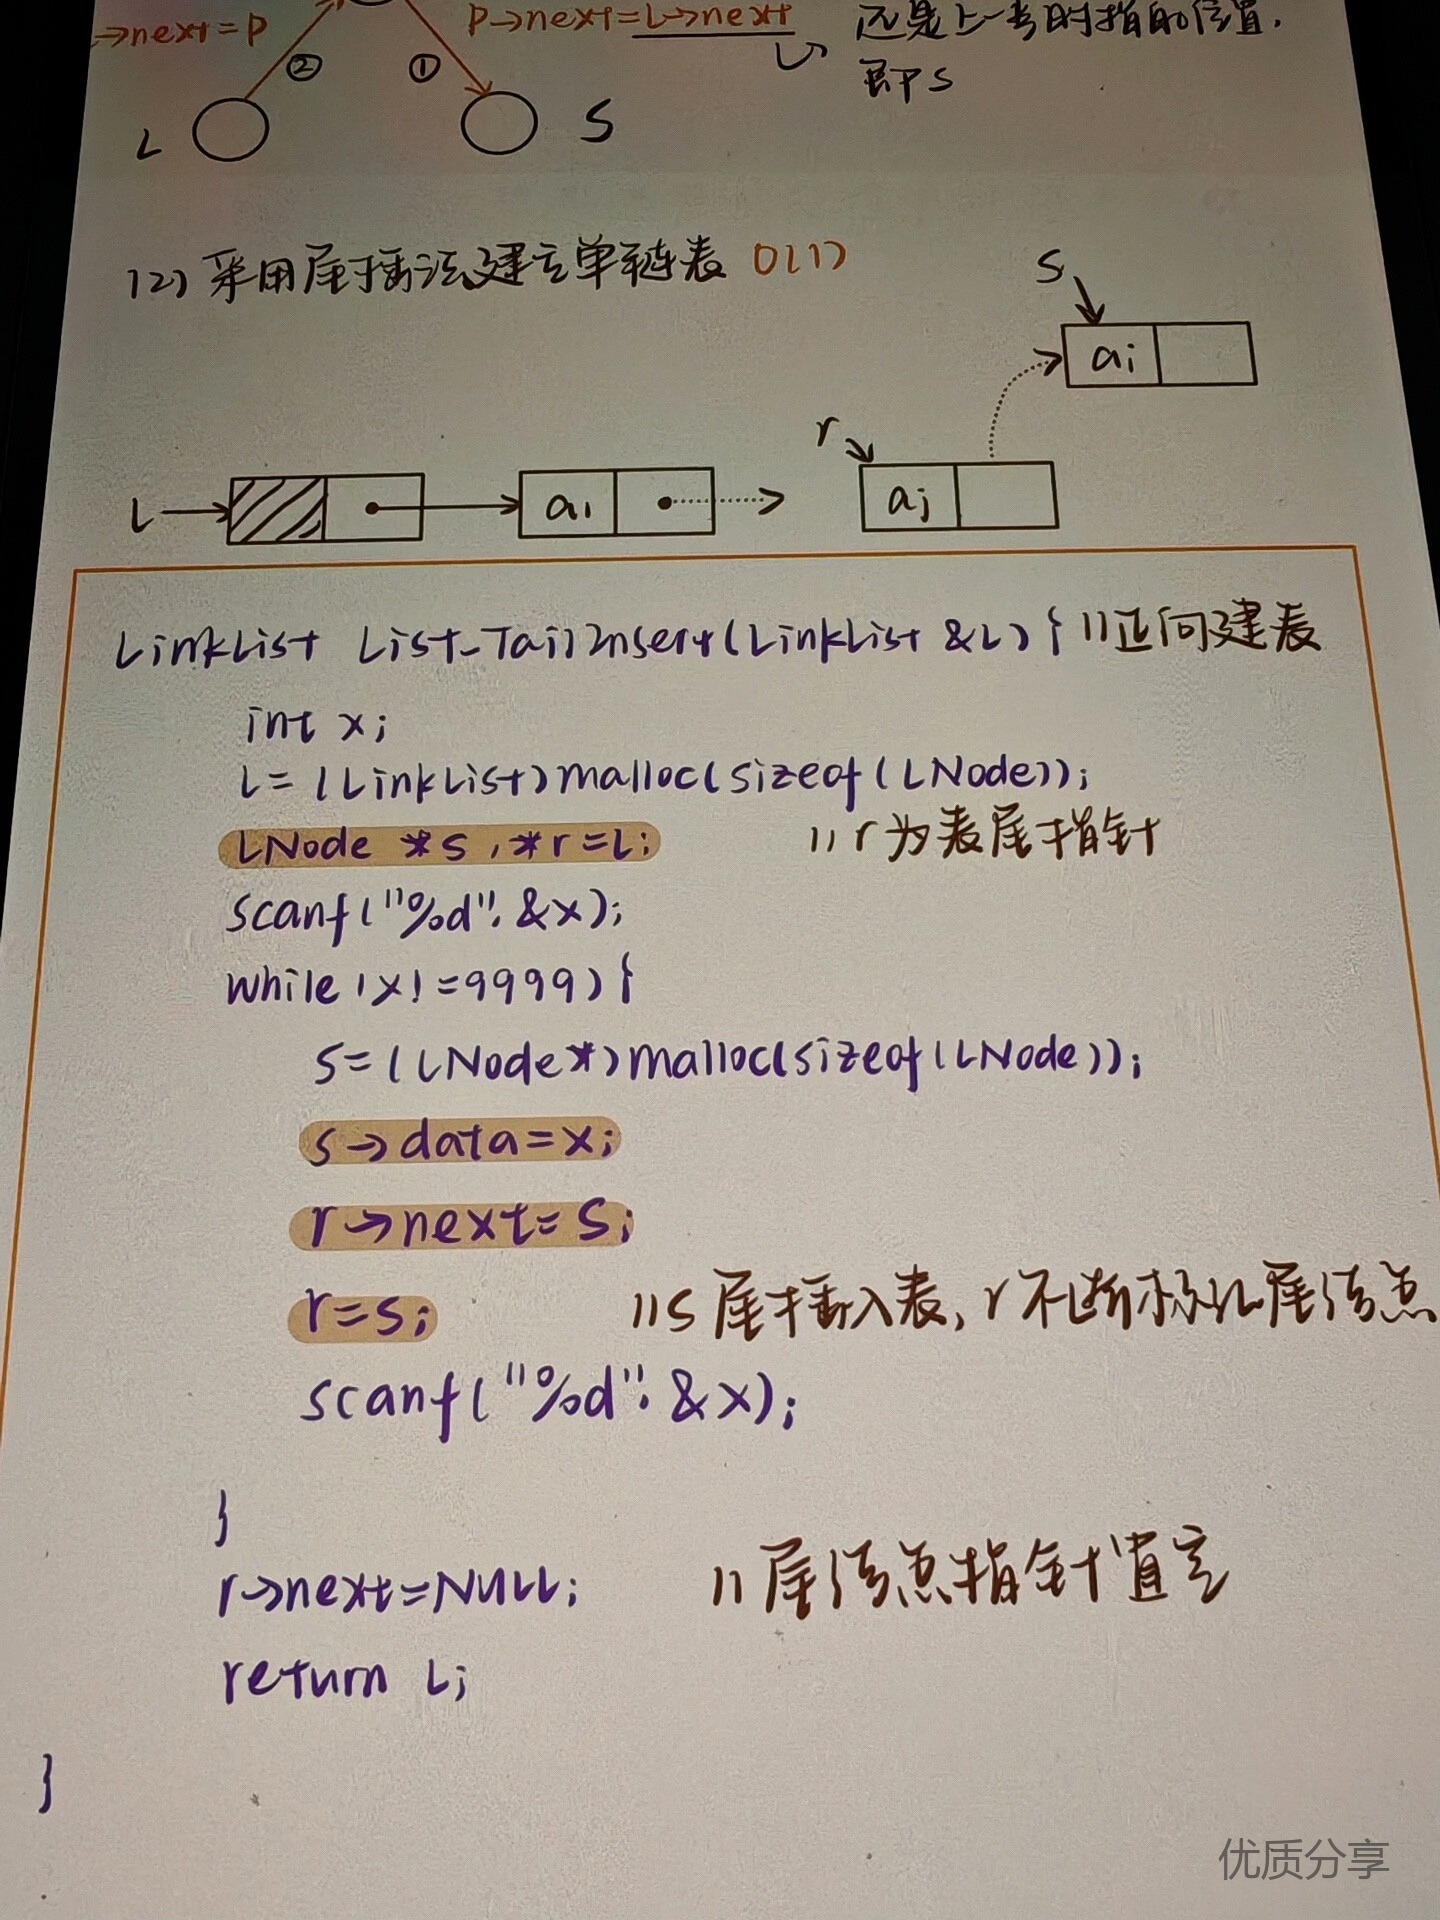 →next=P
P→next=L→next
还是上一步时指的位置,
即P S
②
①
L
S
(2) 采用尾插法建立单链表 O(1)
s
ai
r
L
a1
aj
LinkList List_TailInsert(LinkList &L) { //正向建表
int x;
L=(LinkList)malloc(sizeof(LNode));
LNode *s,*r=L; //r为表尾指针
scanf("%d",&x);
while(x!=9999){
s=(LNode*)malloc(sizeof(LNode));
s→data=x;
r→next=s;
r=s; //s尾插入表,r不断标记尾结点
scanf("%d",&x);
}
r→next=NULL; //尾结点指针置空
return L;
}
优质分享